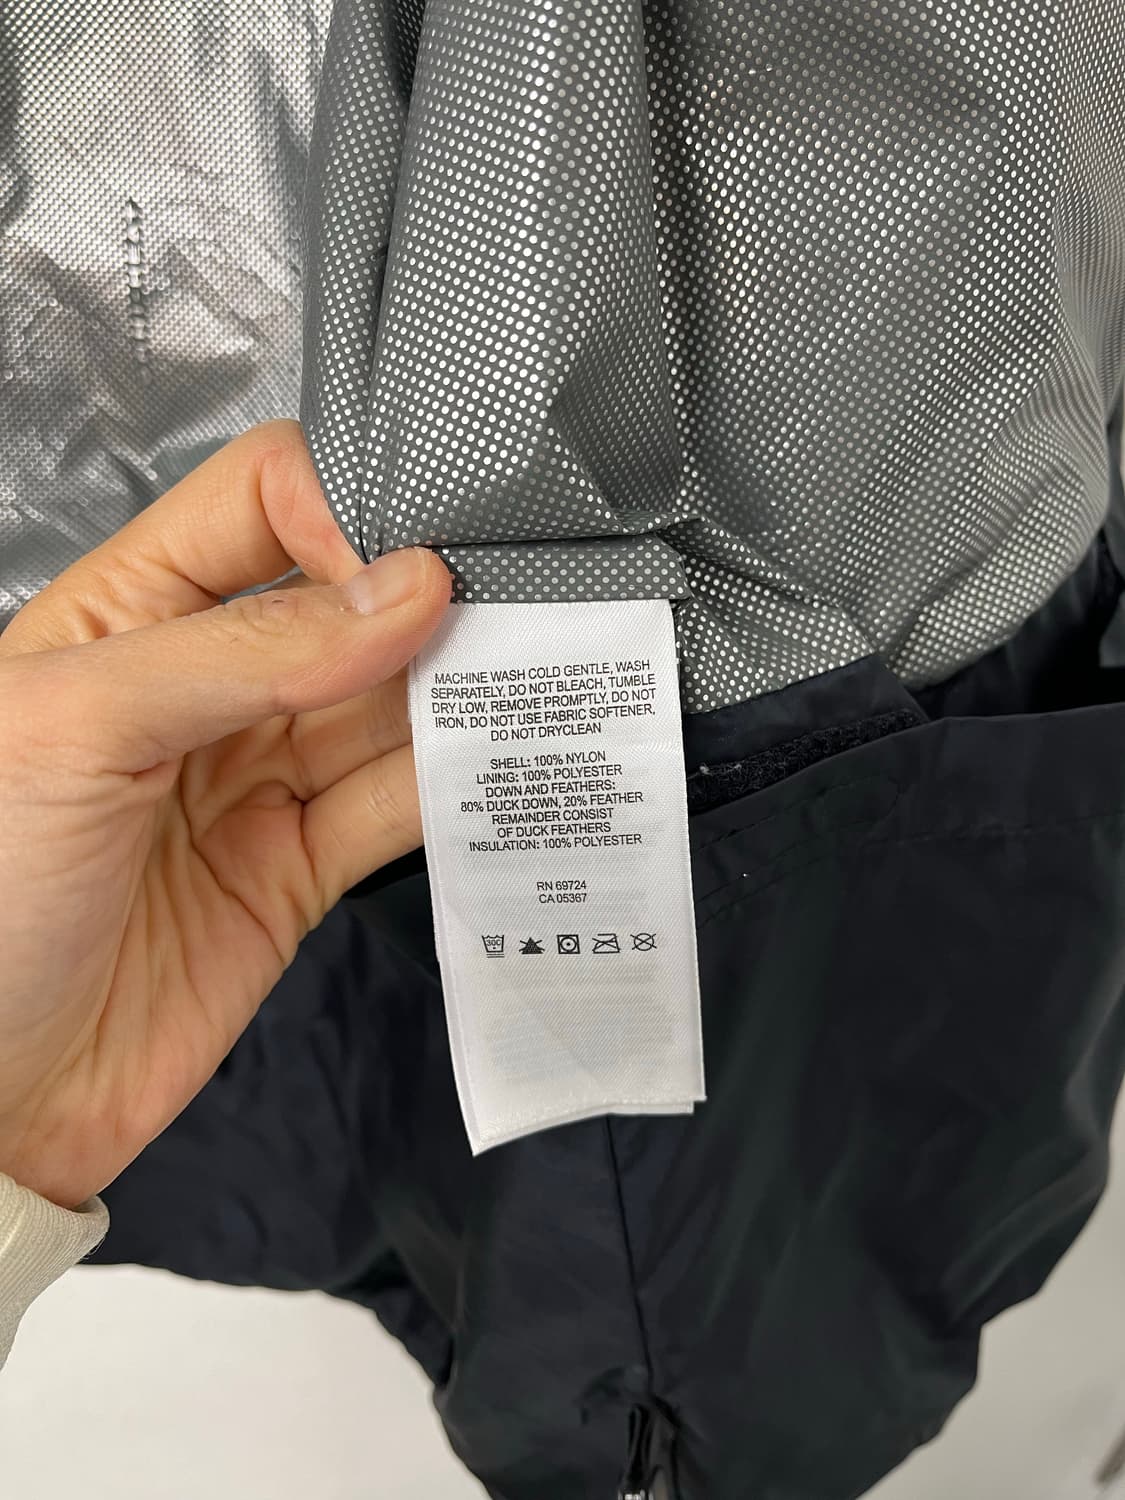 MACHINE WASH COLD GENTLE, WASH
SEPARATELY, DO NOT BLEACH, TUMBLE
DRY LOW, REMOVE PROMPTLY, DO NOT
IRON, DO NOT USE FABRIC SOFTENER,
DO NOT DRYCLEAN
SHELL: 100% NYLON
LINING: 100% POLYESTER
DOWN AND FEATHERS:
80% DUCK DOWN, 20% FEATHER
REMAINDER CONSIST
OF DUCK FEATHERS
INSULATION: 100% POLYESTER
RN 69724
CA 05367
30C